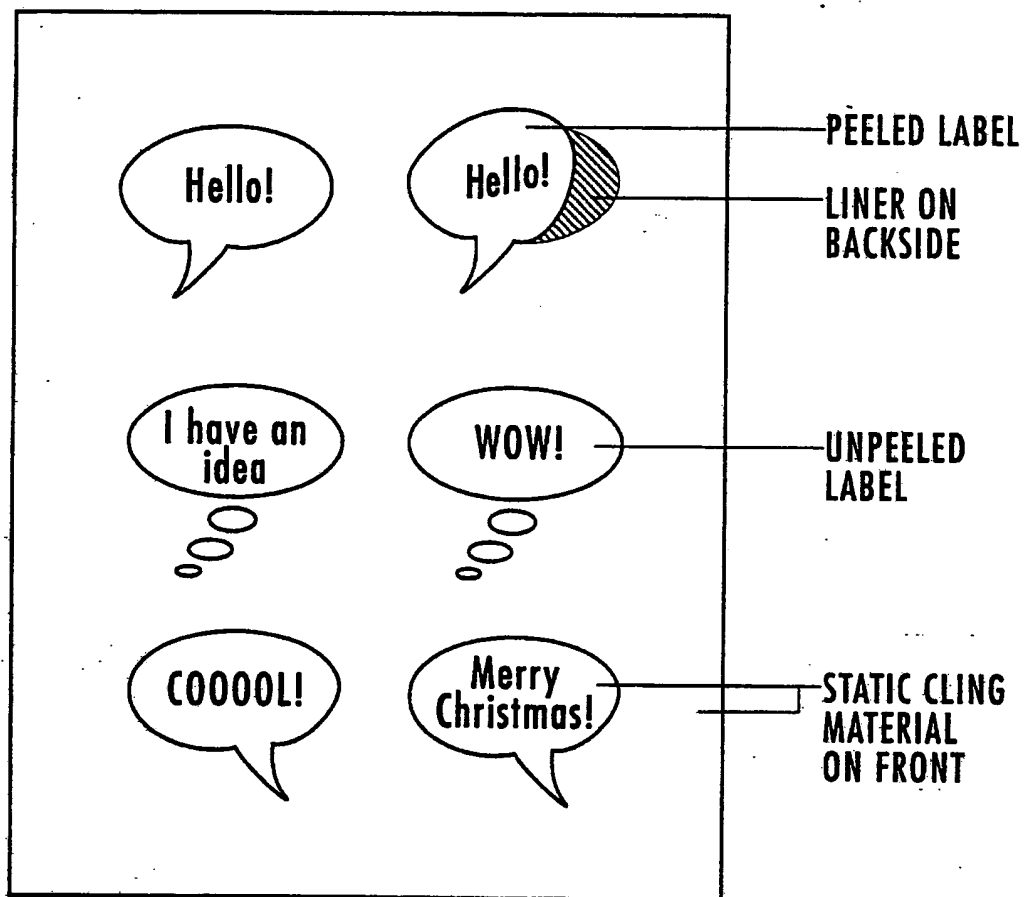 Hello!
Hello!
PEELED LABEL
LINER ON
BACKSIDE
I have an
idea
WOW!
UNPEELED
LABEL
COOOOL!
Merry
Christmas!
STATIC CLING
MATERIAL
ON FRONT